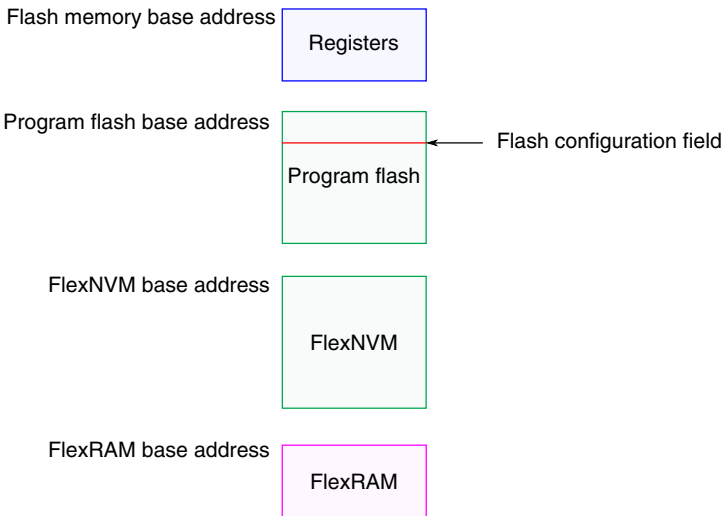 Flash memory base address
Registers
Program flash base address
Flash configuration field
Program flash
FlexNVM base address
FlexNVM
FlexRAM base address
FlexRAM